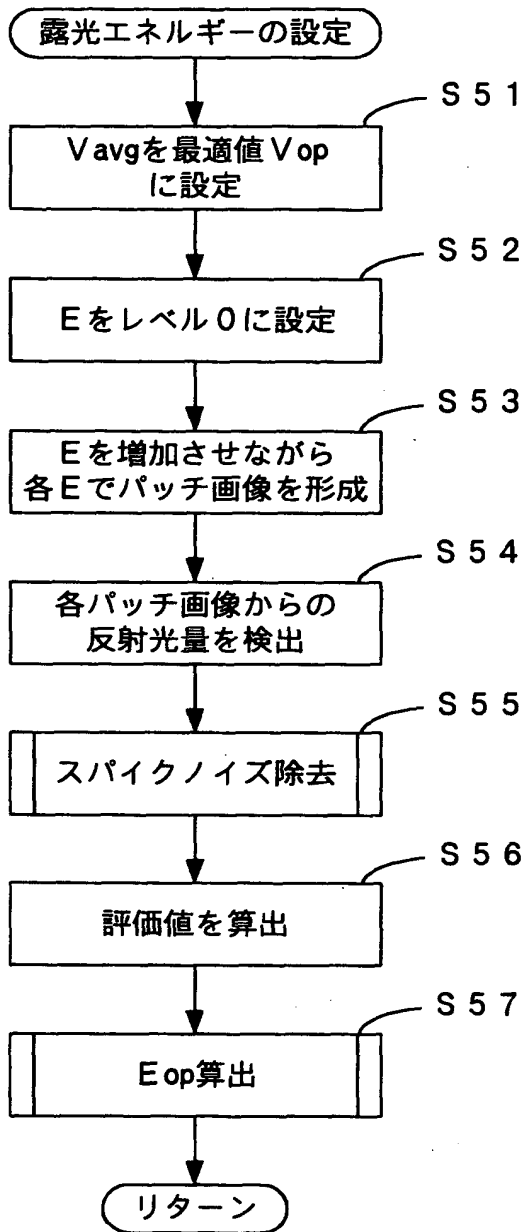 露光エネルギーの設定
S51
Vavgを最適値Vop
に設定
S52
Eをレベル0に設定
S53
Eを増加させながら
各Eでパッチ画像を形成
S54
各パッチ画像からの
反射光量を検出
S55
スパイクノイズ除去
S56
評価値を算出
S57
Eop算出
リターン